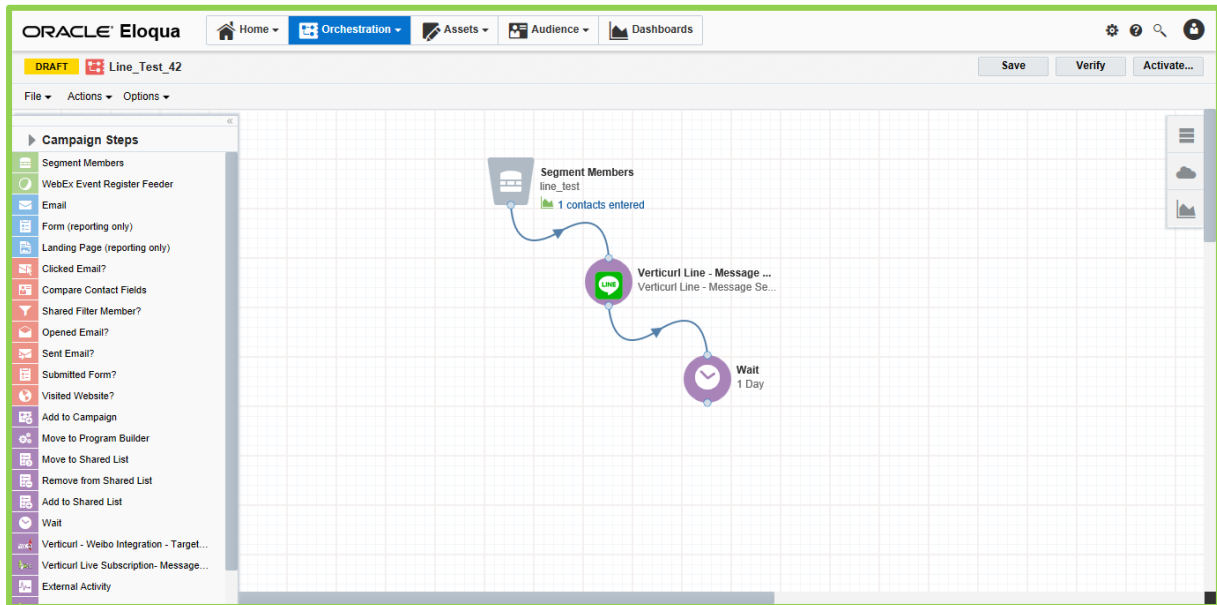 ORACLE Eloqua
Home
Orchestration
Assets
Audience
Dashboards
DRAFT
Line_Test_42
Save
Verify
Activate...
File
Actions
Options
«
Campaign Steps
Segment Members
WebEx Event Register Feeder
Email
Form (reporting only)
Landing Page (reporting only)
Clicked Email?
Compare Contact Fields
Shared Filter Member?
Opened Email?
Sent Email?
Submitted Form?
Visited Website?
Add to Campaign
Move to Program Builder
Move to Shared List
Remove from Shared List
Add to Shared List
Wait
Verticurl - Weibo Integration - Target...
Verticurl Live Subscription- Message...
External Activity
Segment Members
line_test
1 contacts entered
LINE
Verticurl Line - Message ...
Verticurl Line - Message Se...
Wait
1 Day